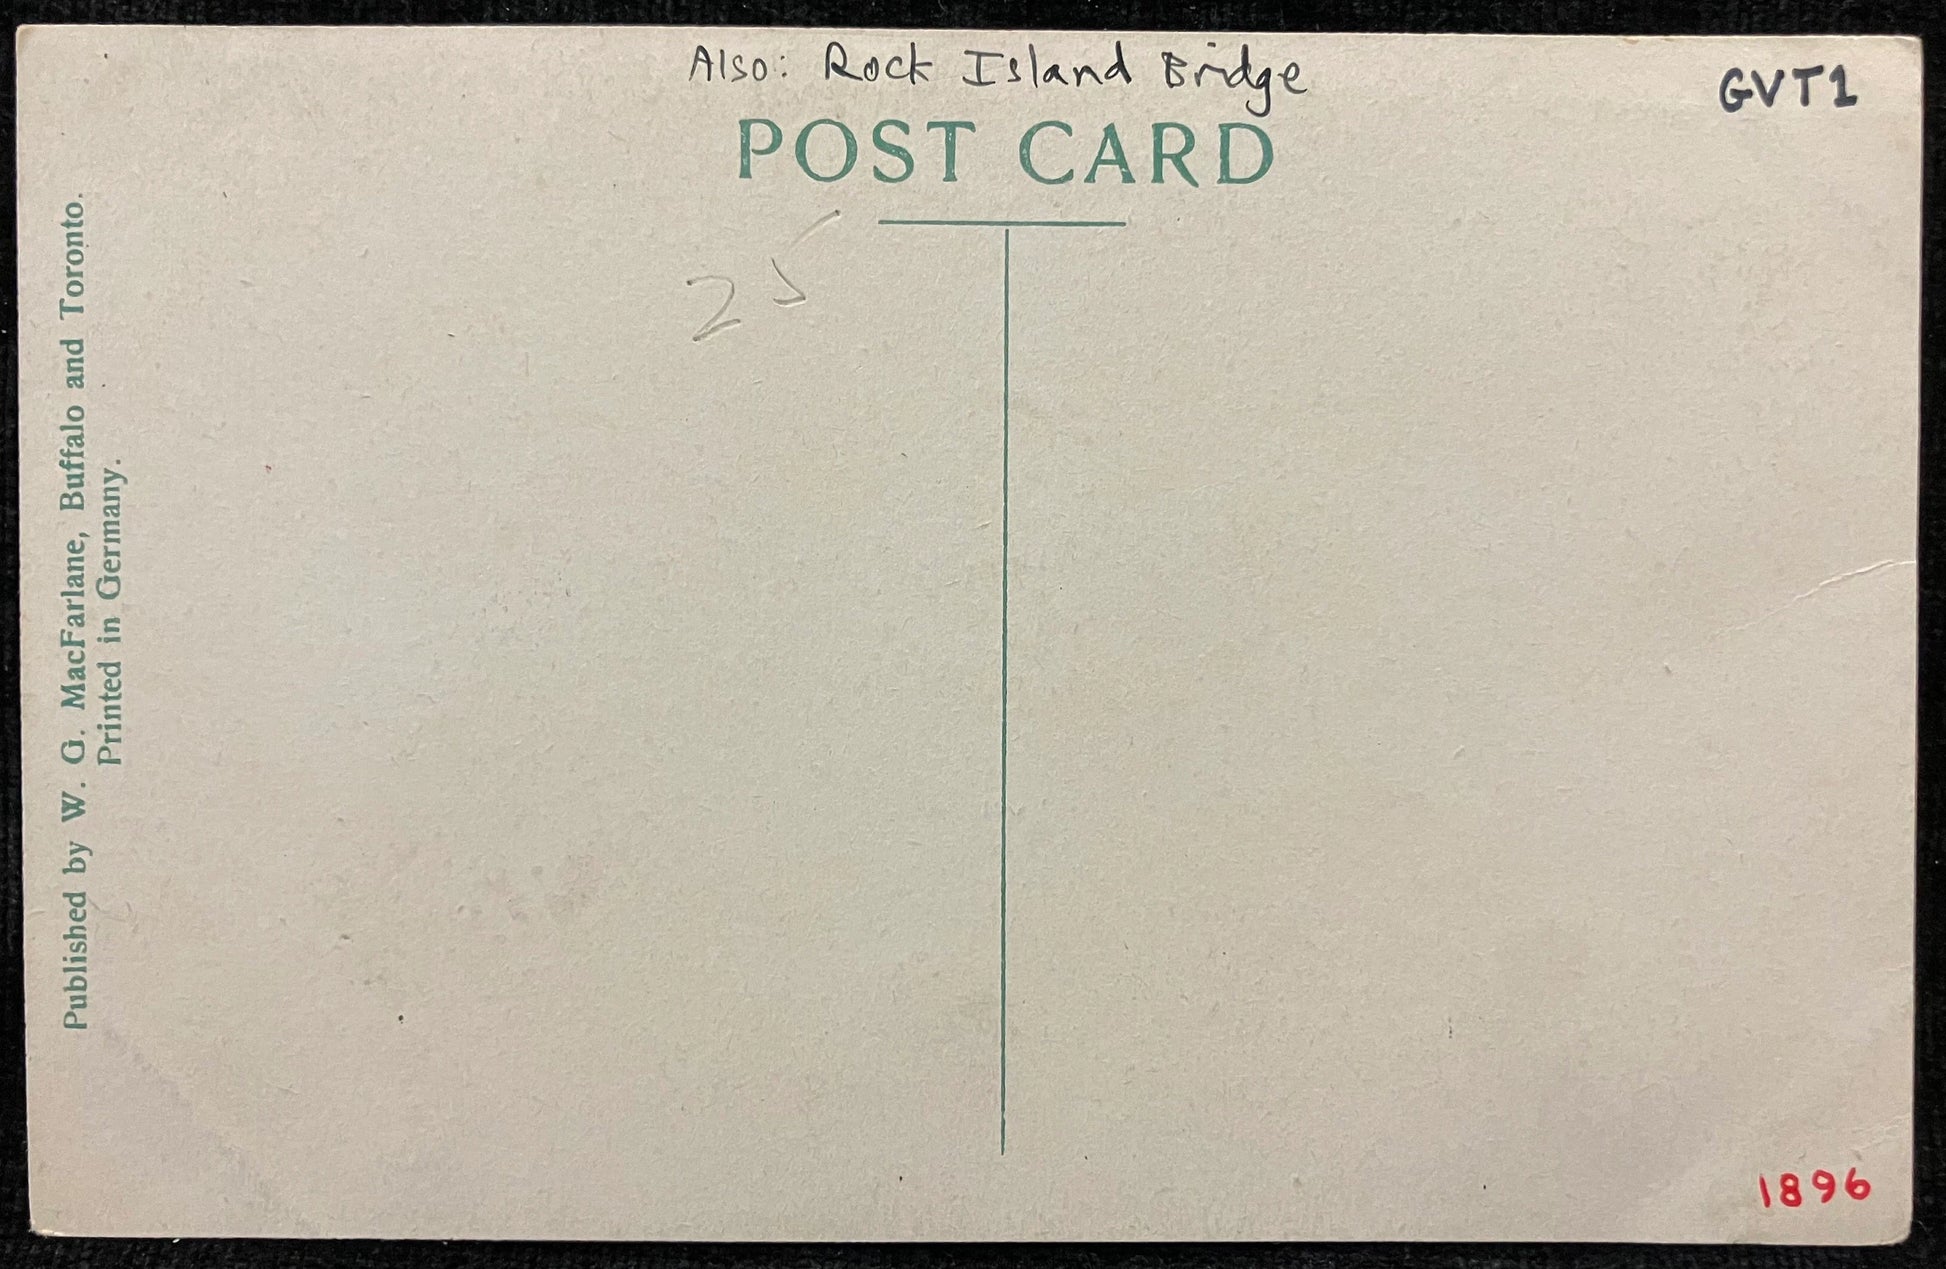 Also: Rock Island Bridge
GVT1
POST CARD
25
Published by W. G. MacFarlane, Buffalo and Toronto.
Printed in Germany.
1896